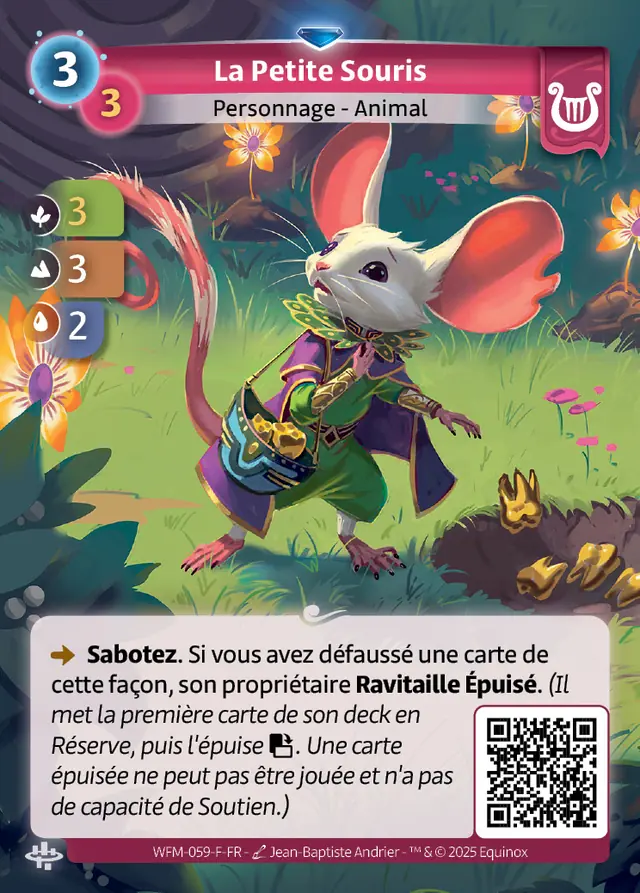 3
La Petite Souris
3
Personnage - Animal
3
3
2
Sabotez. Si vous avez défaussé une carte de
cette façon, son propriétaire Ravitaille Épuisé. (Il
met la première carte de son deck en
Réserve, puis l'épuise . Une carte
épuisée ne peut pas être jouée et n'a pas
de capacité de Soutien.)
WFM-059-F-FR - Jean-Baptiste Andrier - ™ & © 2025 Equinox